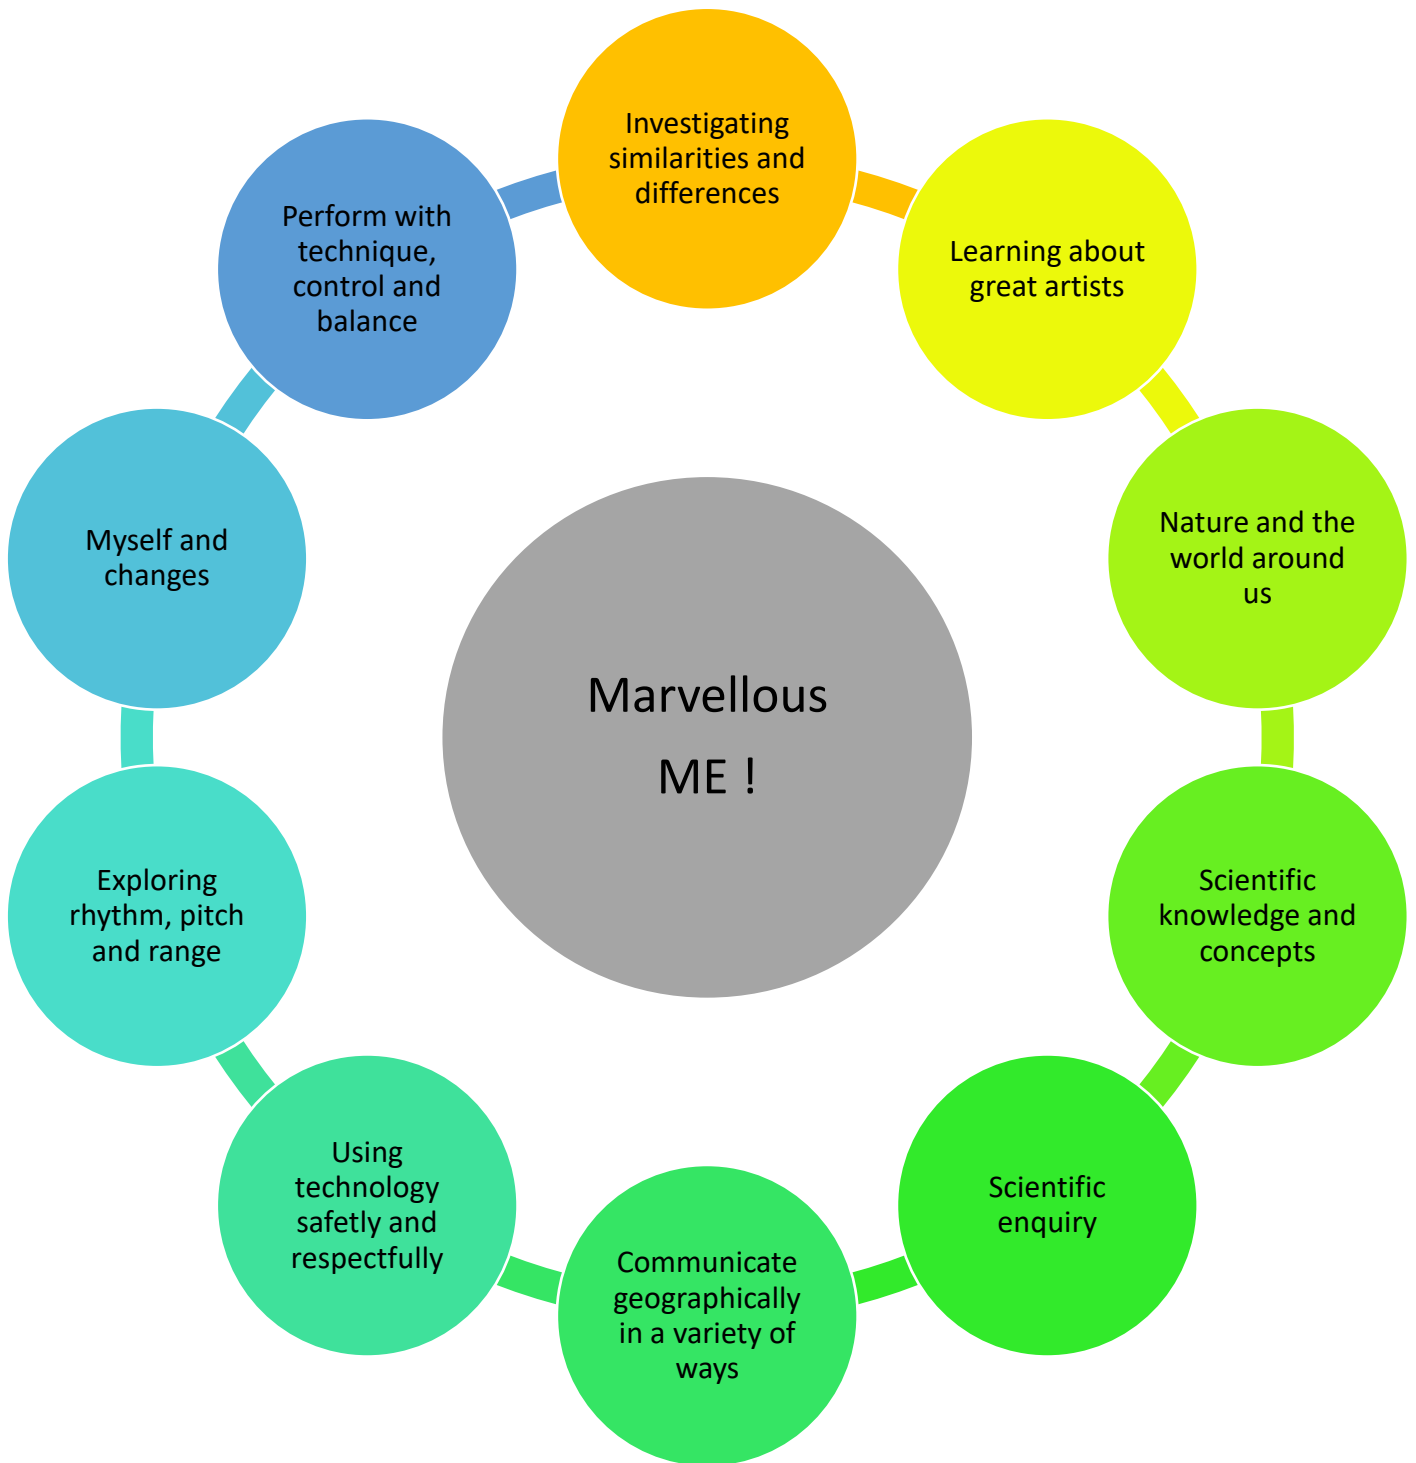 Investigating
similarities and
differences
Learning about
great artists
Nature and the
world around
us
Scientific
knowledge and
concepts
Scientific
enquiry
Communicate
geographically
in a variety of
ways
Using
technology
safetly and
respectfully
Exploring
rhythm, pitch
and range
Myself and
changes
Perform with
technique,
control and
balance
Marvellous
ME !